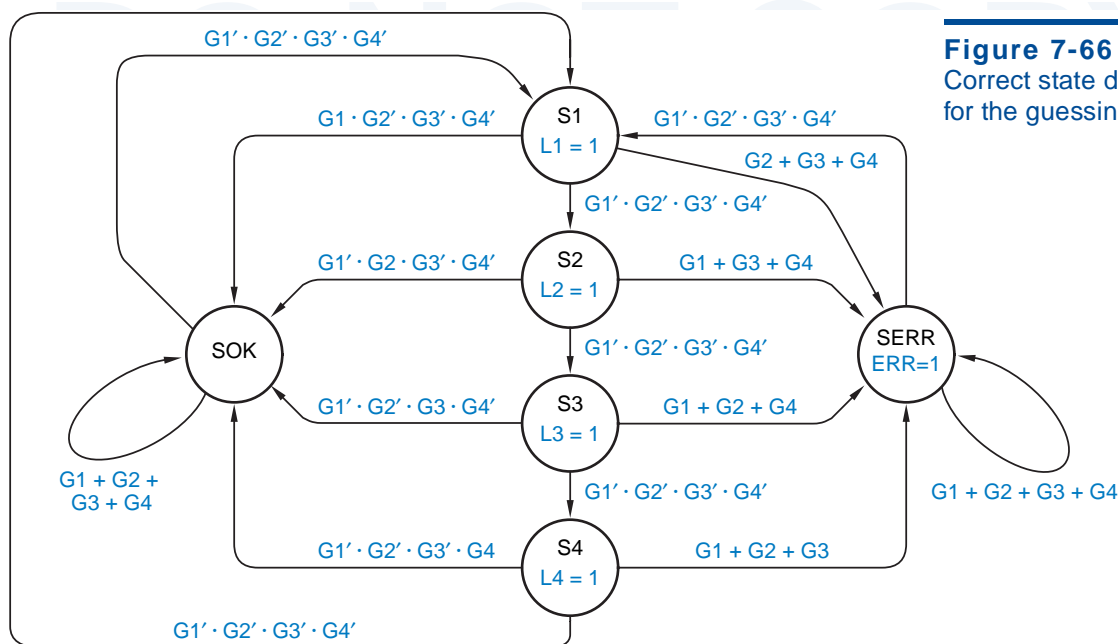 Figure 7-66
Correct state d
for the guessin
G1′ · G2′ · G3′ · G4′
S1
L1 = 1
G1 · G2′ · G3′ · G4′
G1′ · G2′ · G3′ · G4′
G2 + G3 + G4
G1′ · G2′ · G3′ · G4′
S2
L2 = 1
G1′ · G2 · G3′ · G4′
G1 + G3 + G4
SOK
SERR
ERR=1
G1′ · G2′ · G3′ · G4′
S3
L3 = 1
G1′ · G2′ · G3 · G4′
G1 + G2 + G4
G1 + G2 +
G3 + G4
G1 + G2 + G3 + G4
G1′ · G2′ · G3′ · G4′
S4
L4 = 1
G1′ · G2′ · G3′ · G4
G1 + G2 + G3
G1′ · G2′ · G3′ · G4′